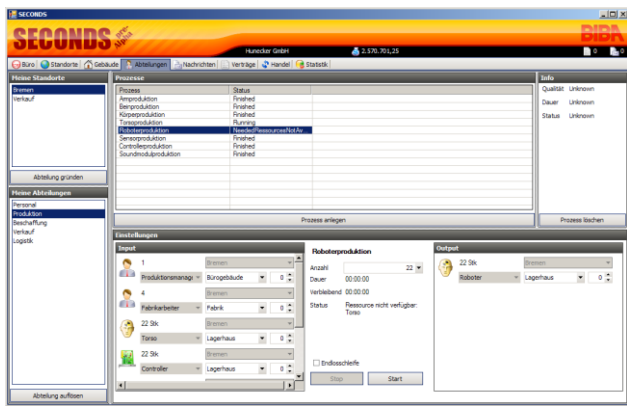 SECONDS
SECONDS pre-Alpha
BIBA
Hunecker GmbH 2.570.701,25 0 0
Büro Standorte Gebäude Abteilungen Nachrichten Verträge Handel Statistik
Meine Standorte
Bremen
Verkauf
Abteilung gründen
Meine Abteilungen
Personal
Produktion
Beschaffung
Verkauf
Logistik
Abteilung auflösen
Prozesse
Prozess Status
Armproduktion Finished
Beinproduktion Finished
Körperproduktion Finished
Torsoproduktion Running
Roboterproduktion NeededRessourcesNotAv...
Sensorproduktion Finished
Controllerproduktion Finished
Soundmodulproduktion Finished
Prozess anlegen
Info
Qualität Unknown
Dauer Unknown
Status Unknown
Prozess löschen
Einstellungen
Input
1 Bremen
Produktionsmanage Bürogebäude 0
4 Bremen
Fabrikarbeiter Fabrik 0
22 Stk Bremen
Torso Lagerhaus 0
22 Stk Bremen
Controller Lagerhaus 0
Roboterproduktion
Anzahl 22
Dauer 00:00:00
Verbleibend 00:00:00
Status Ressource nicht verfügbar:
Torso
Endlosschleife
Stop Start
Output
22 Stk Bremen
Roboter Lagerhaus 0